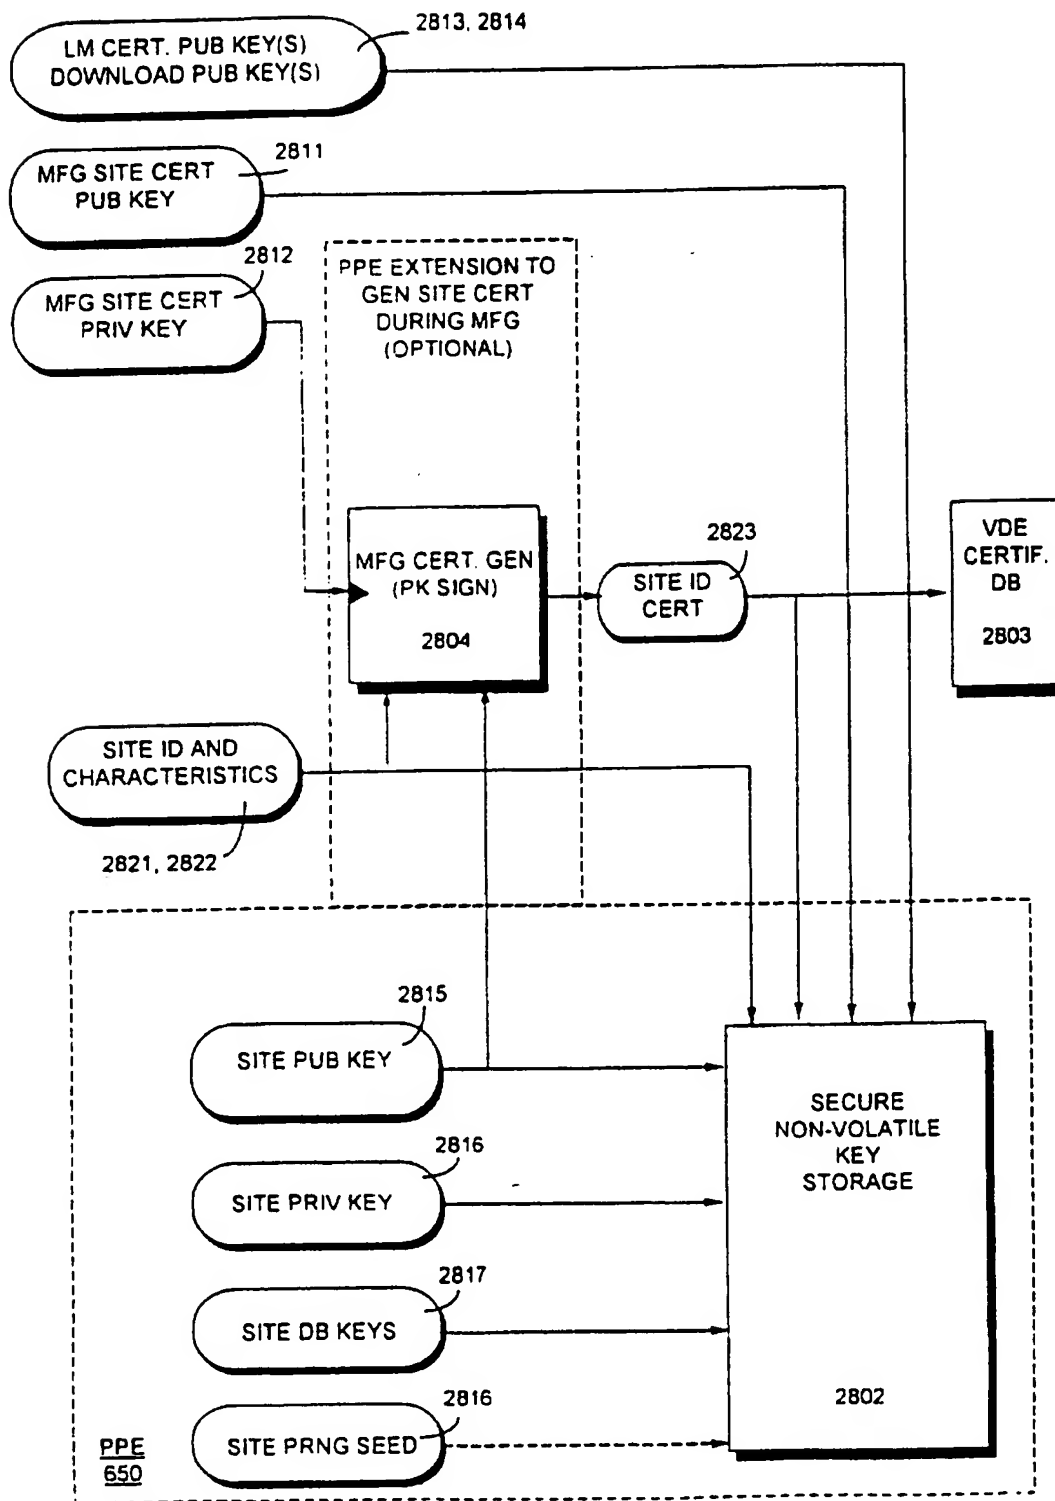 LM CERT. PUB KEY(S)
DOWNLOAD PUB KEY(S)
2813, 2814
MFG SITE CERT
PUB KEY
2811
MFG SITE CERT
PRIV KEY
2812
PPE EXTENSION TO
GEN SITE CERT
DURING MFG
(OPTIONAL)
MFG CERT. GEN
(PK SIGN)
2804
SITE ID
CERT
2823
VDE
CERTIF.
DB
2803
SITE ID AND
CHARACTERISTICS
2821, 2822
SITE PUB KEY
2815
SITE PRIV KEY
2816
SITE DB KEYS
2817
SITE PRNG SEED
2816
SECURE
NON-VOLATILE
KEY
STORAGE
2802
PPE
650